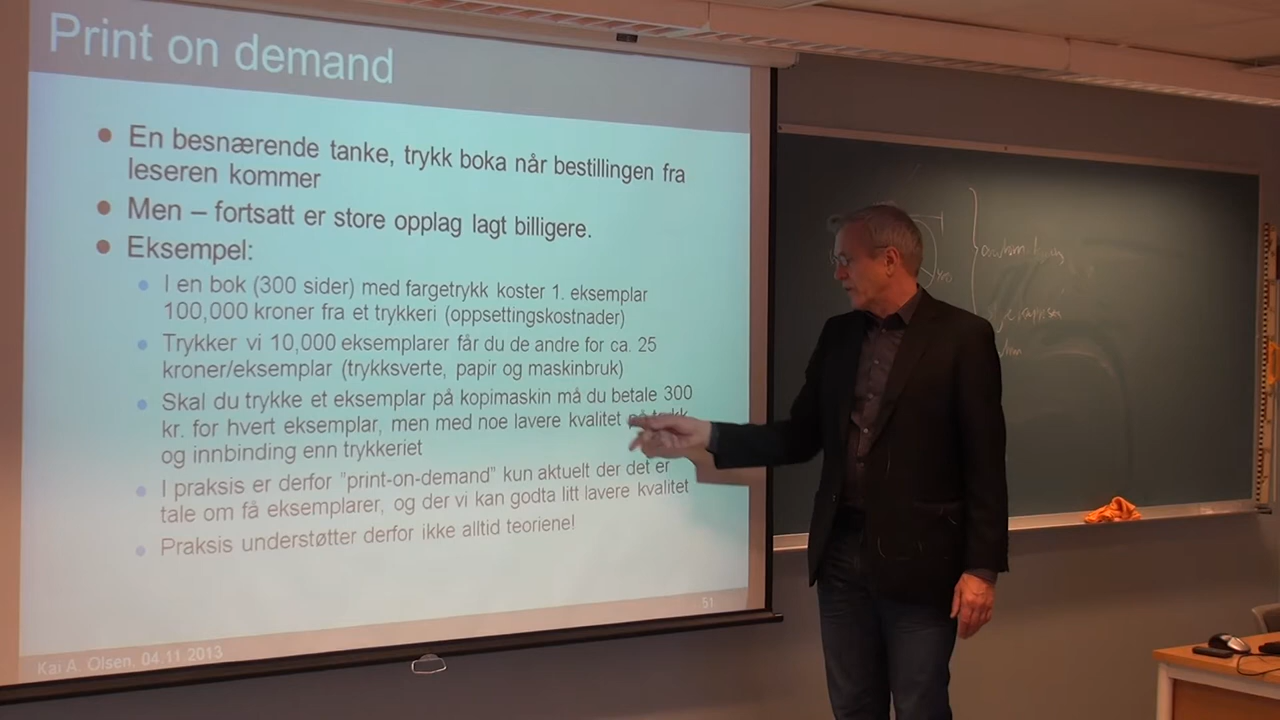 Print on demand
En besnærende tanke, trykk boka når bestillingen fra
leseren kommer
Men – fortsatt er store opplag lagt billigere.
Eksempel:
I en bok (300 sider) med fargetrykk koster 1. eksemplar
100,000 kroner fra et trykkeri (oppsettingskostnader)
Trykker vi 10,000 eksemplarer får du de andre for ca. 25
kroner/eksemplar (trykksverte, papir og maskinbruk)
Skal du trykke et eksemplar på kopimaskin må du betale 300
kr. for hvert eksemplar, men med noe lavere kvalitet på trykk
og innbinding enn trykkeriet
I praksis er derfor "print-on-demand" kun aktuelt der det er
tale om få eksemplarer, og der vi kan godta litt lavere kvalitet
Praksis understøtter derfor ikke alltid teoriene!
51
Kai A. Olsen, 04.11 2013